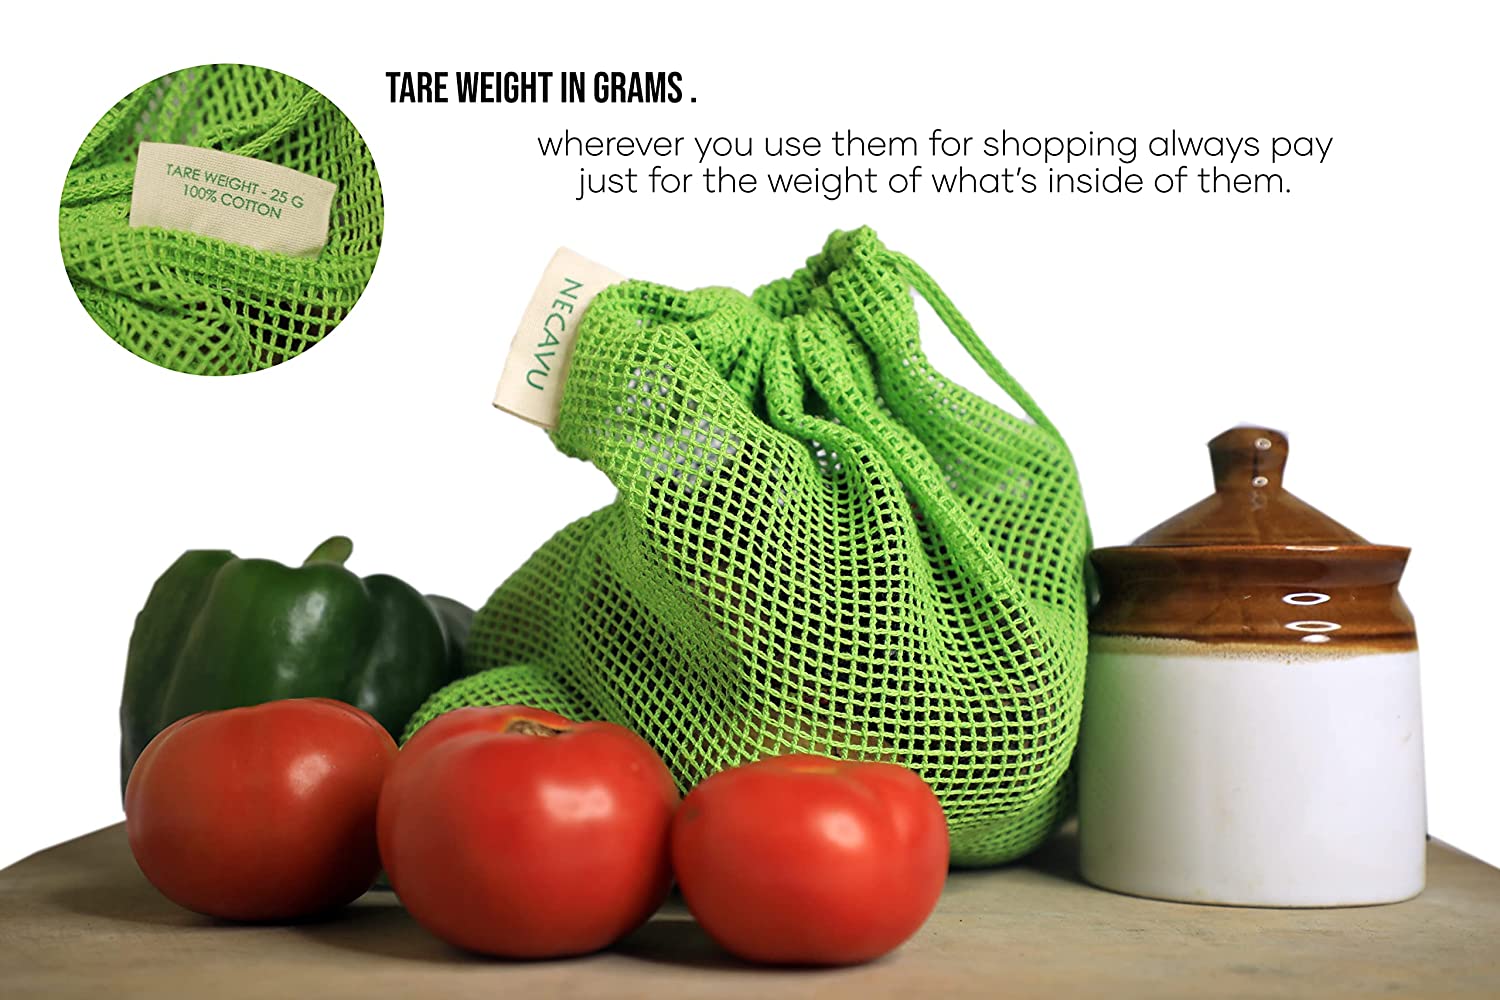 TARE WEIGHT IN GRAMS .
wherever you use them for shopping always pay
just for the weight of what's inside of them.
TARE WEIGHT - 25 G
100% COTTON
NECAVU